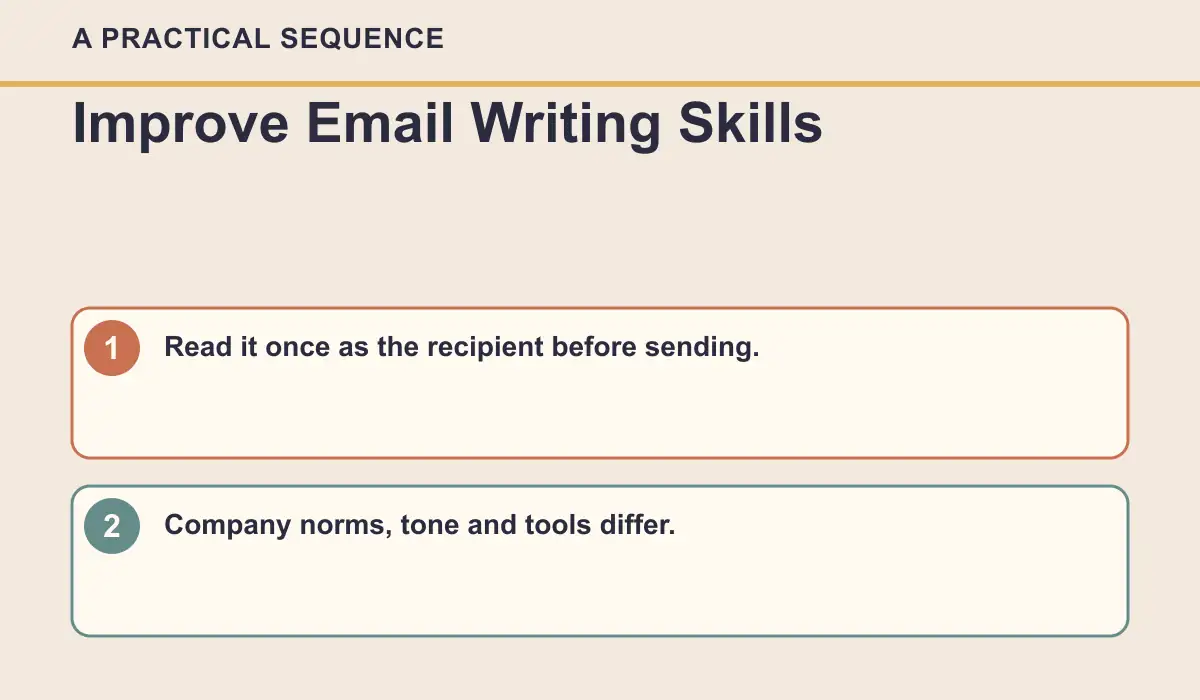 A PRACTICAL SEQUENCE
Improve Email Writing Skills
1
Read it once as the recipient before sending.
2
Company norms, tone and tools differ.